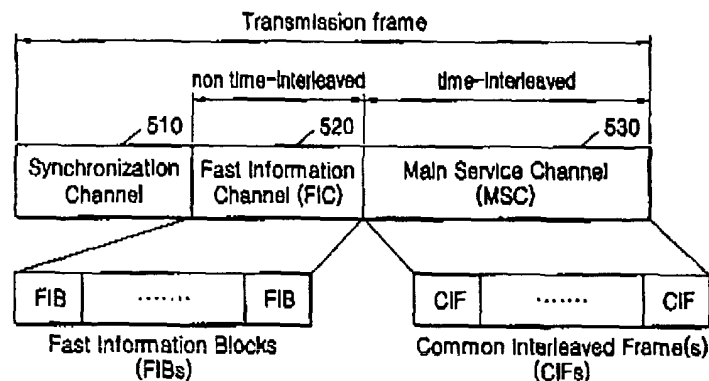 Transmission frame
non time-interleaved
time-interleaved
510
520
530
Synchronization
Channel
Fast Information
Channel (FIC)
Main Service Channel
(MSC)
FIB
.......
FIB
CIF
.......
CIF
Fast Information Blocks
(FIBs)
Common Interleaved Frame(s)
(CIFs)